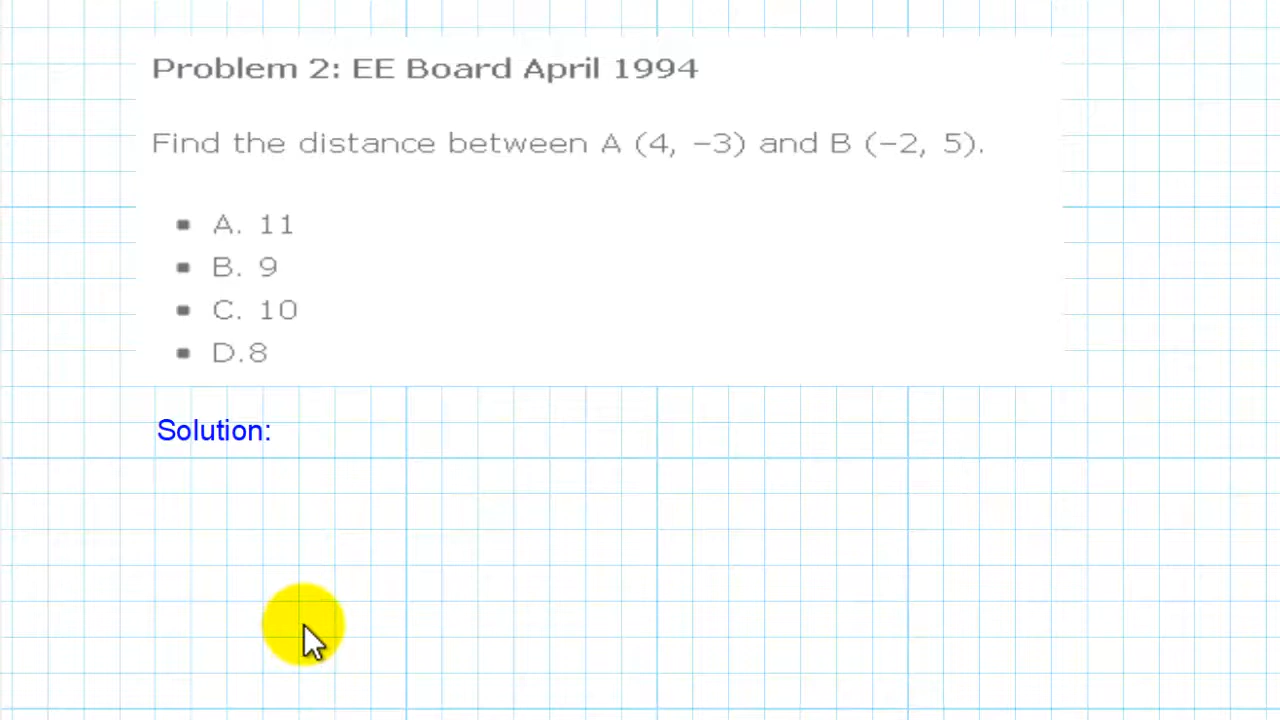 Problem 2: EE Board April 1994
Find the distance between A (4, −3) and B (−2, 5).
▪ A. 11
▪ B. 9
▪ C. 10
▪ D.8
Solution: